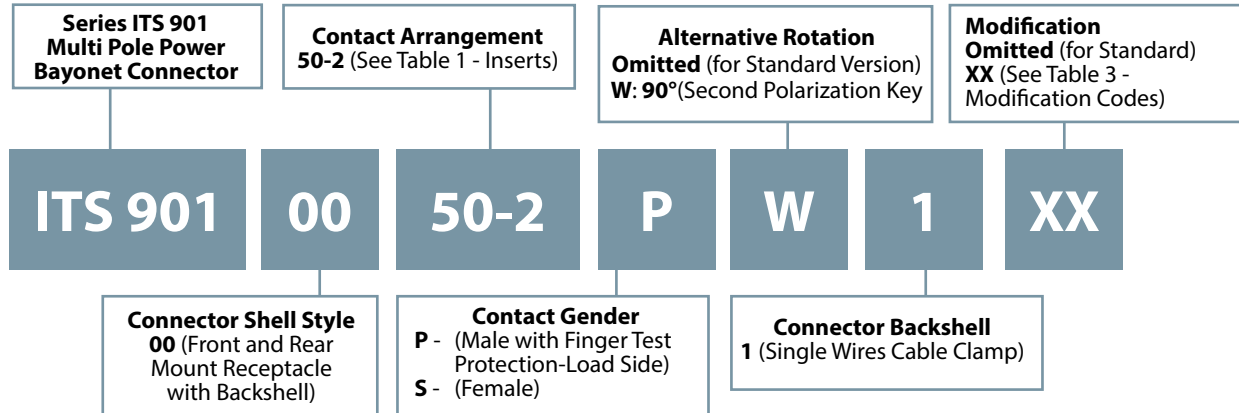 Series ITS 901
Multi Pole Power
Bayonet Connector
Contact Arrangement
50-2 (See Table 1 - Inserts)
Alternative Rotation
Omitted (for Standard Version)
W: 90°(Second Polarization Key
Modification
Omitted (for Standard)
XX (See Table 3 -
Modification Codes)
ITS 901 00 50-2 P W 1 XX
Connector Shell Style
00 (Front and Rear
Mount Receptacle
with Backshell)
Contact Gender
P - (Male with Finger Test
Protection-Load Side)
S - (Female)
Connector Backshell
1 (Single Wires Cable Clamp)